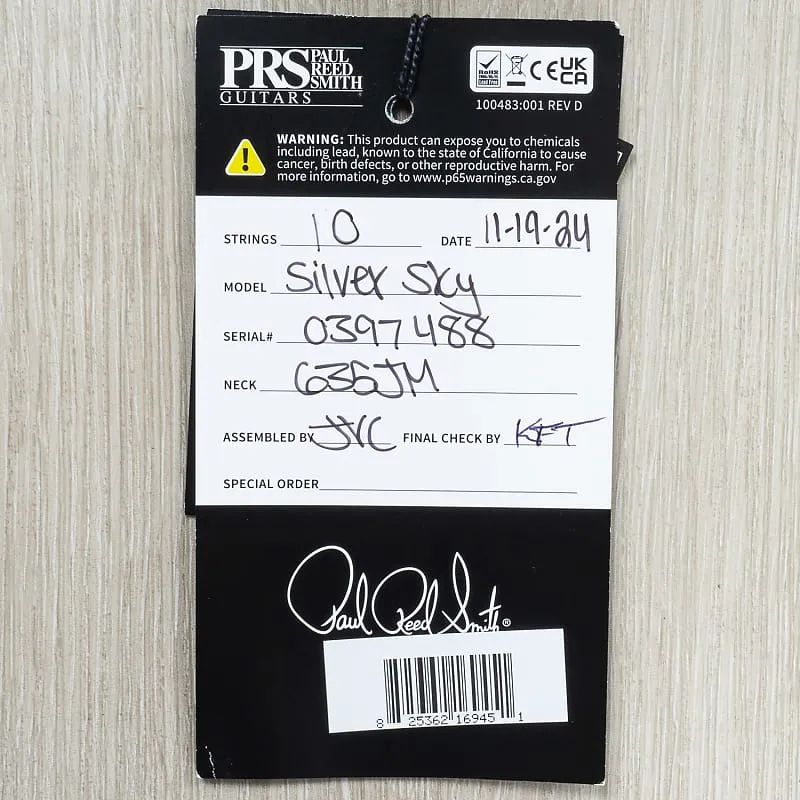 PRS PAUL REED SMITH
GUITARS
RoHS
CE UK CA
100483:001 REV D
WARNING: This product can expose you to chemicals
including lead, known to the state of California to cause
cancer, birth defects, or other reproductive harm. For
more information, go to www.p65warnings.ca.gov
STRINGS 10 DATE 11-19-24
MODEL Silver Sky
SERIAL# 0397488
NECK 635JM
ASSEMBLED BY JVC FINAL CHECK BY KFT
SPECIAL ORDER
Paul Reed Smith®
8 25362 16945 1